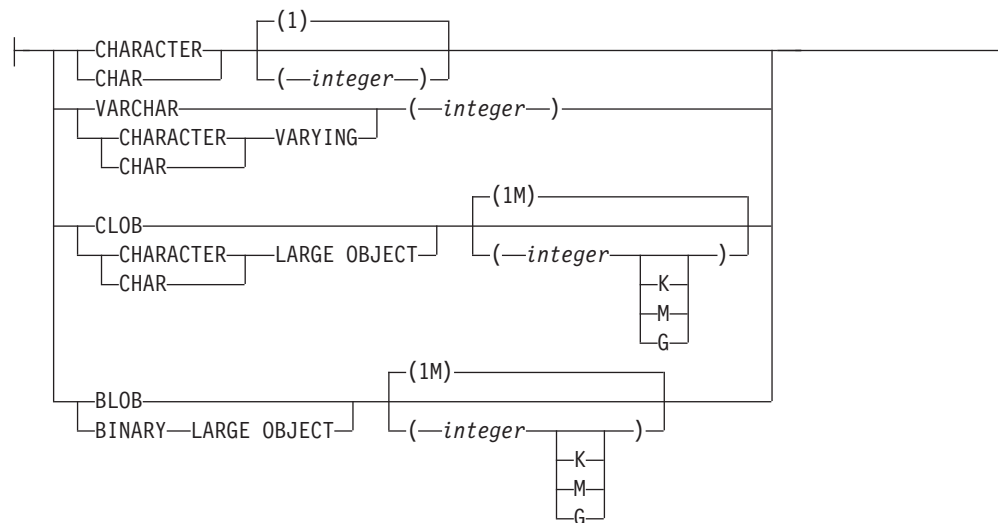 (1)
CHARACTER
CHAR
( integer )
VARCHAR ( integer )
CHARACTER VARYING
CHAR
(1M)
CLOB
CHARACTER LARGE OBJECT ( integer )
CHAR
K
M
G
(1M)
BLOB
BINARY LARGE OBJECT ( integer )
K
M
G